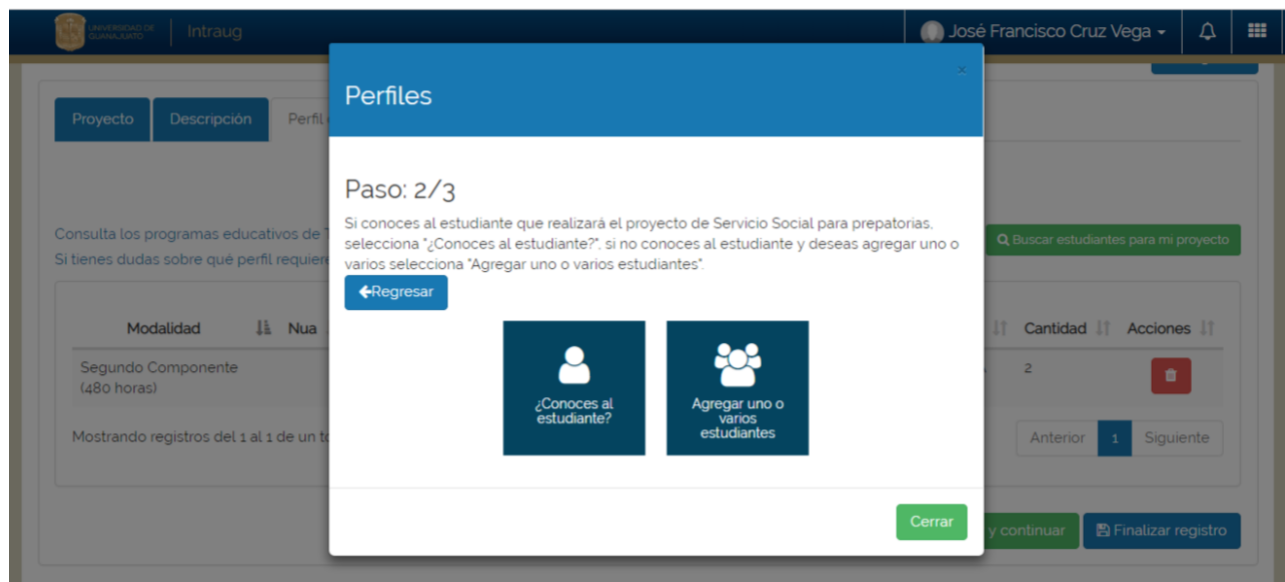 UNIVERSIDAD DE
GUANAJUATO
Intraug
José Francisco Cruz Vega
Perfiles
×
Proyecto
Descripción
Perfil
Paso: 2/3
Si conoces al estudiante que realizará el proyecto de Servicio Social para prepatorias,
selecciona "¿Conoces al estudiante?", si no conoces al estudiante y deseas agregar uno o
varios selecciona "Agregar uno o varios estudiantes".
Regresar
Consulta los programas educativos de
Si tienes dudas sobre qué perfil
Buscar estudiantes para mi proyecto
Modalidad
Nua
Cantidad
Acciones
Segundo Componente
(480 horas)
2
¿Conoces al
estudiante?
Agregar uno o
varios
estudiantes
Mostrando registros del 1 al 1 de un
Anterior
1
Siguiente
Cerrar
y continuar
Finalizar registro